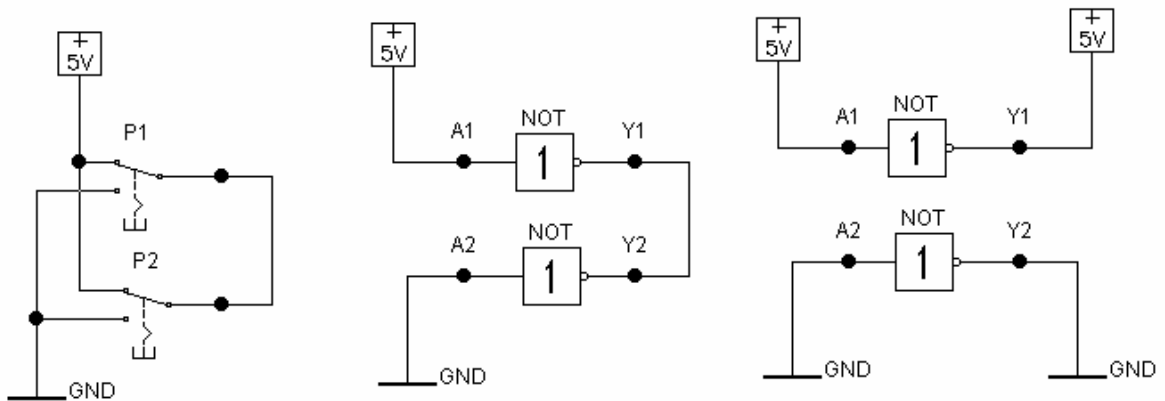 +
5V
P1
P2
GND
+
5V
A1
NOT
1
Y1
A2
NOT
1
Y2
GND
+
5V
+
5V
A1
NOT
1
Y1
A2
NOT
1
Y2
GND
GND